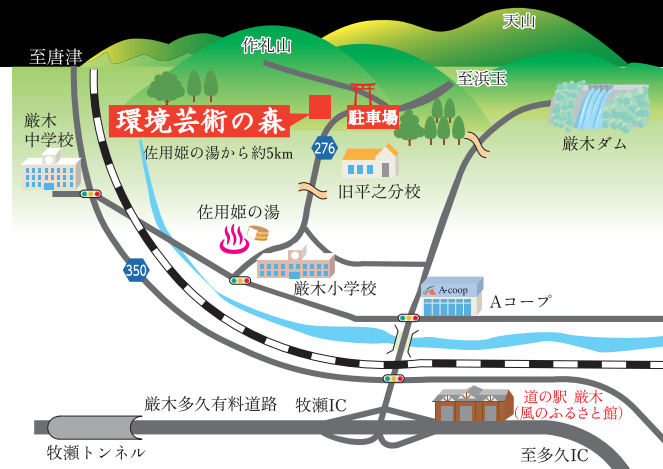 天山
作礼山
至唐津
至浜玉
環境芸術の森
駐車場
厳木
中学校
佐用姫の湯から約5km
276
厳木ダム
旧平之分校
佐用姫の湯
350
厳木小学校
A-coop
Aコープ
厳木多久有料道路
牧瀬IC
道の駅 厳木
(風のふるさと館)
牧瀬トンネル
至多久IC